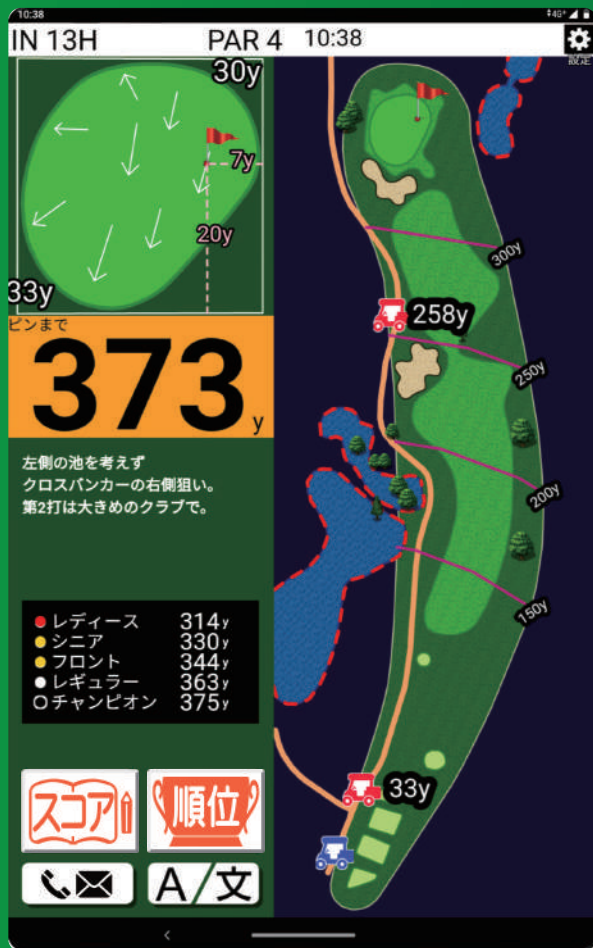 10:38
4G+
IN 13H
PAR 4
10:38
設定
30y
7y
20y
33y
ピンまで
373y
左側の池を考えず
クロスバンカーの右側狙い。
第2打は大きめのクラブで。
レディース 314y
シニア 330y
フロント 344y
レギュラー 363y
チャンピオン 375y
スコア
順位
A/文
300y
258y
250y
200y
150y
33y